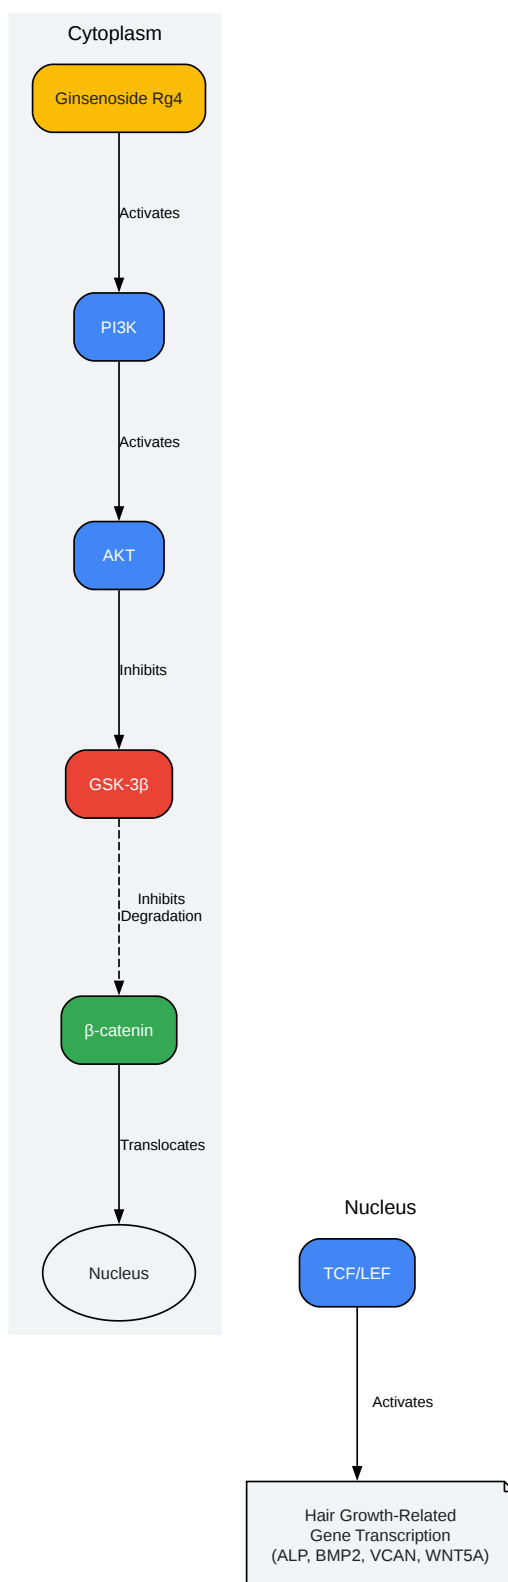 Cytoplasm
Ginsenoside Rg4
Activates
PI3K
Activates
AKT
Inhibits
GSK-3β
Inhibits
Degradation
β-catenin
Translocates
Nucleus
Nucleus
TCF/LEF
Activates
Hair Growth-Related
Gene Transcription
(ALP, BMP2, VCAN, WNT5A)